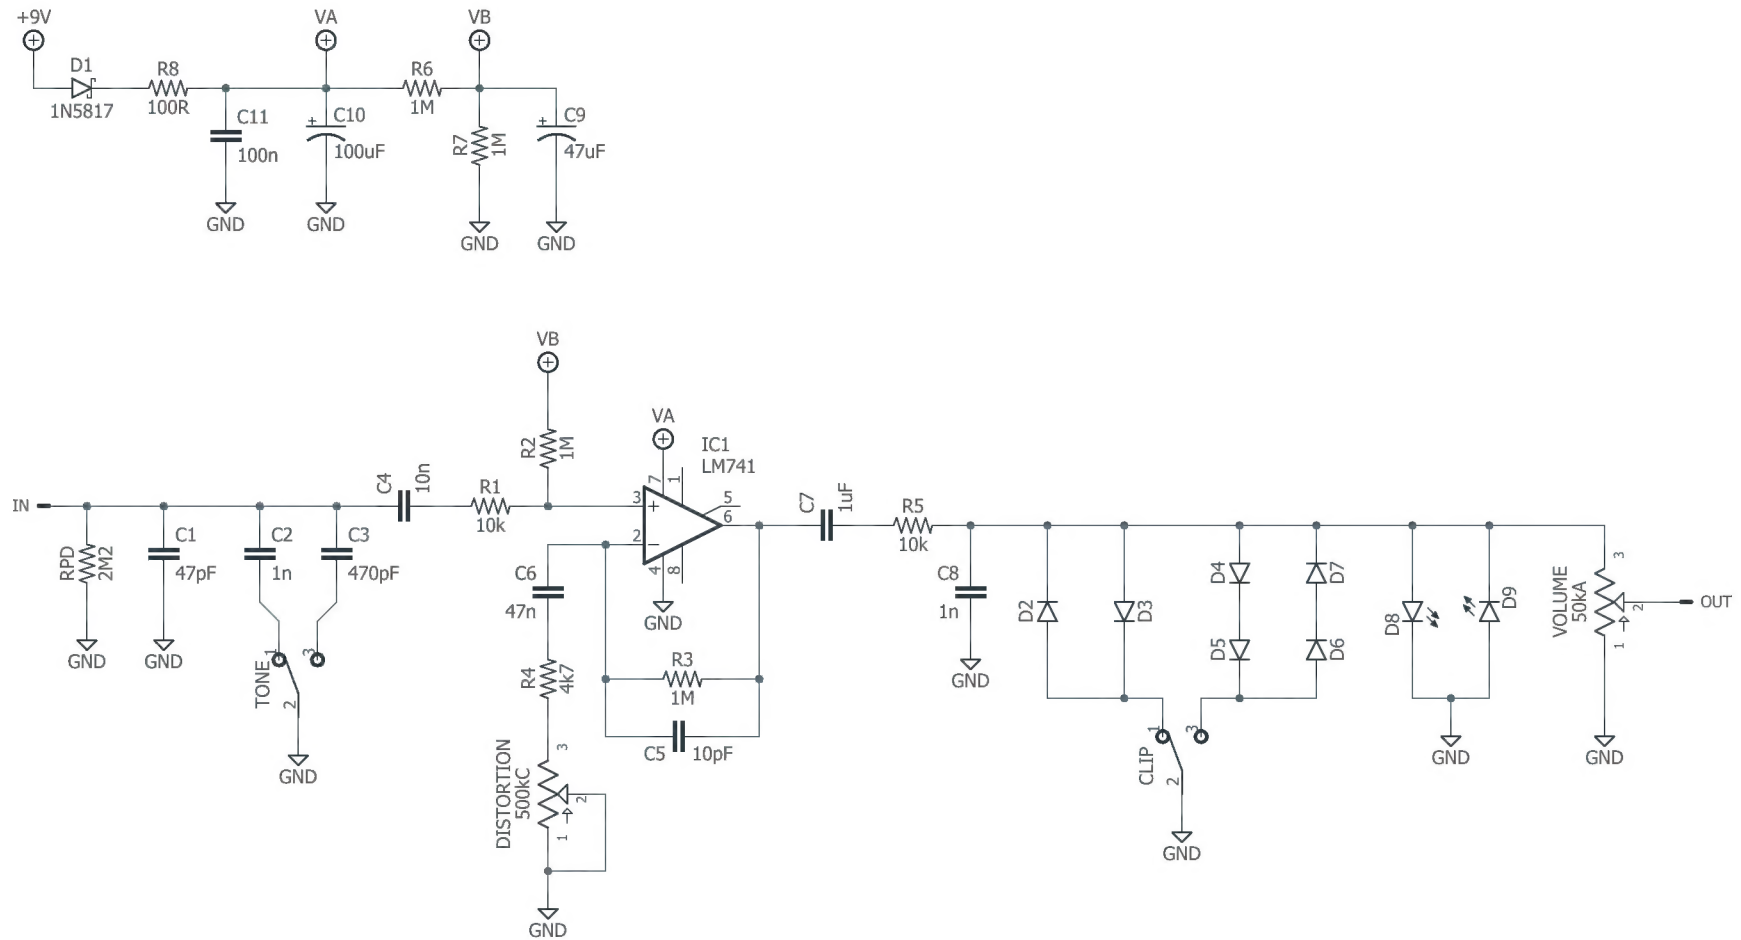 +9V
VA
VB
D1
1N5817
R8
100R
C11
100n
C10
100uF
R6
1M
R7
1M
C9
47uF
GND
GND
GND
GND
VB
R2
1M
VA
IC1
LM741
7
1
3
+
2
-
5
6
4
8
GND
IN
RPD
2M2
GND
C1
47pF
GND
C2
1n
C3
470pF
TONE
1
3
2
GND
C4
10n
R1
10k
C6
47n
R4
4k7
R3
1M
C5
10pF
DISTORTION
500kC
3
2
1
GND
C7
1uF
R5
10k
C8
1n
GND
D2
D3
D4
D5
D7
D6
CLIP
1
3
2
GND
D8
D9
GND
VOLUME
50kA
3
2
1
GND
OUT